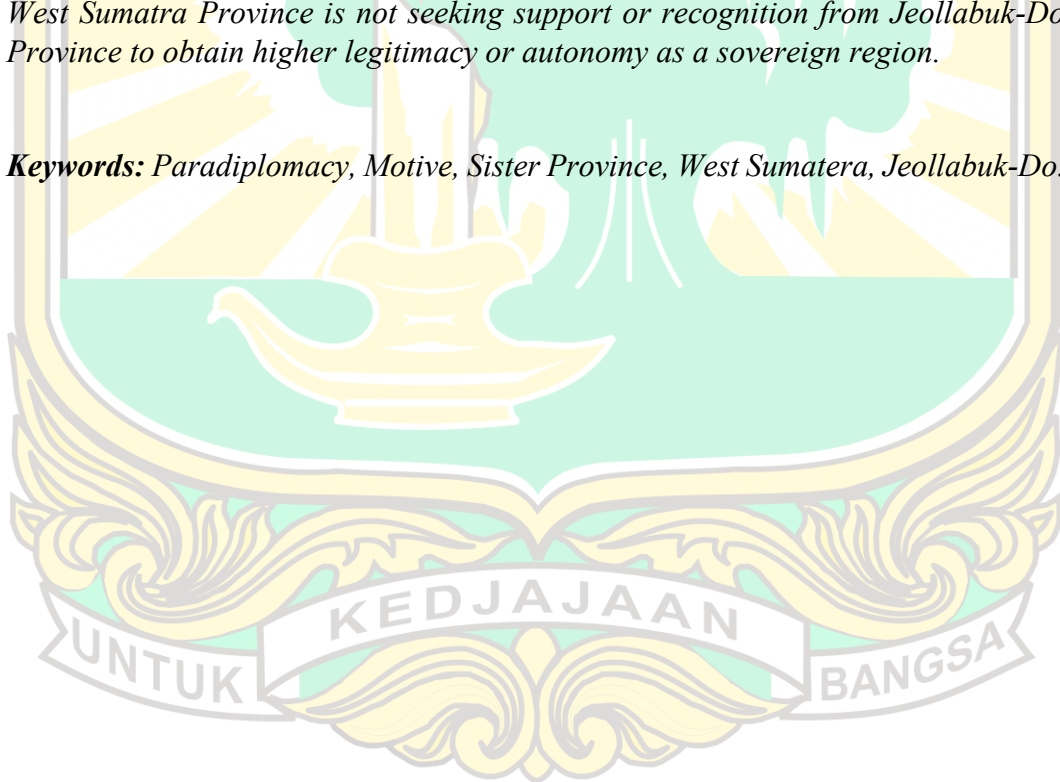 West Sumatra Province is not seeking support or recognition from Jeollabuk-Do
Province to obtain higher legitimacy or autonomy as a sovereign region.
Keywords: Paradiplomacy, Motive, Sister Province, West Sumatera, Jeollabuk-Do.
UNTUK KEDJAJAAN BANGSA